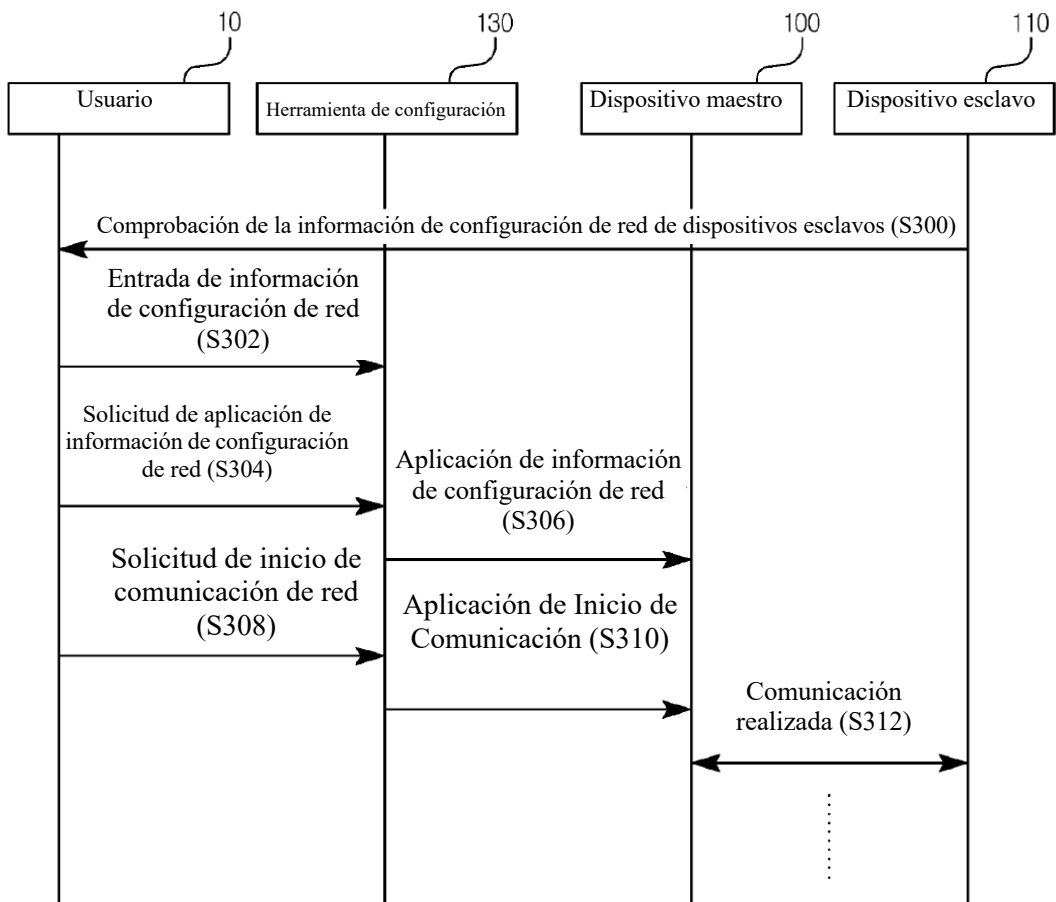 10
130
100
110
Usuario
Herramienta de configuración
Dispositivo maestro
Dispositivo esclavo
Comprobación de la información de configuración de red de dispositivos esclavos (S300)
Entrada de información
de configuración de red
(S302)
Solicitud de aplicación de
información de configuración
de red (S304)
Aplicación de información
de configuración de red
(S306)
Solicitud de inicio de
comunicación de red
(S308)
Aplicación de Inicio de
Comunicación (S310)
Comunicación
realizada (S312)